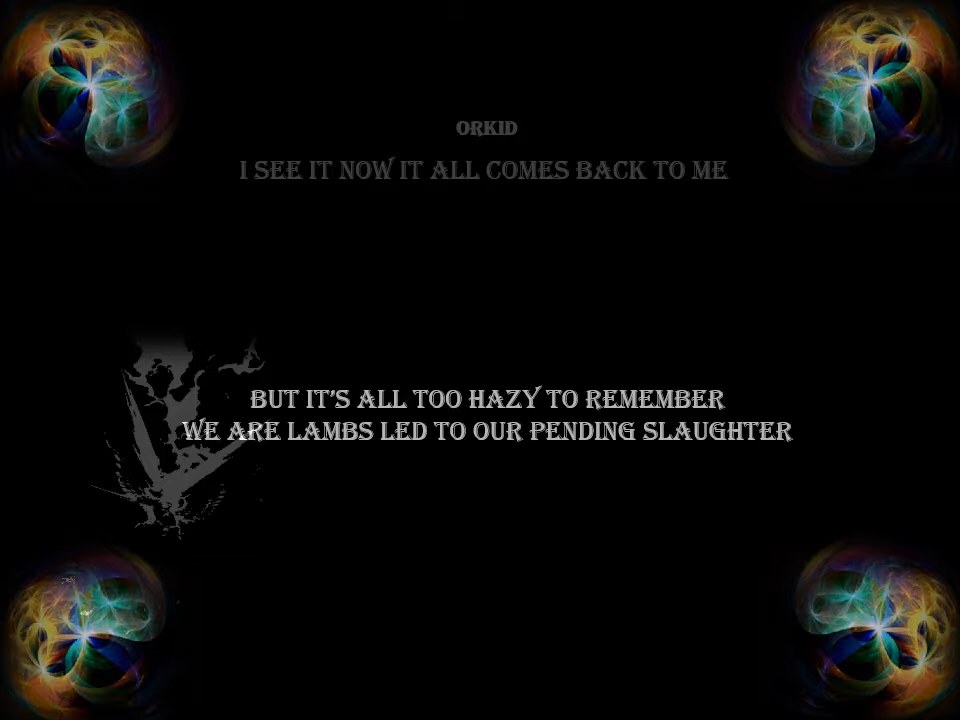 ORKID
I SEE IT NOW IT ALL COMES BACK TO ME
BUT IT'S ALL TOO HAZY TO REMEMBER
WE ARE LAMBS LED TO OUR PENDING SLAUGHTER